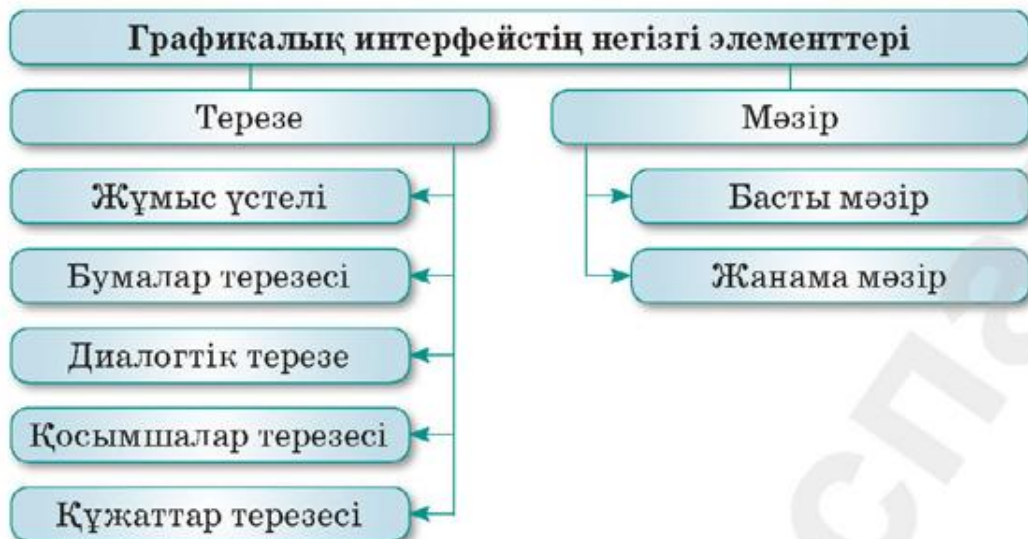 Графикалық интерфейстің негізгі элементтері
Терезе
Мәзір
Жұмыс үстелі
Басты мәзір
Бумалар терезесі
Жанама мәзір
Диалогтік терезе
Қосымшалар терезесі
Құжаттар терезесі